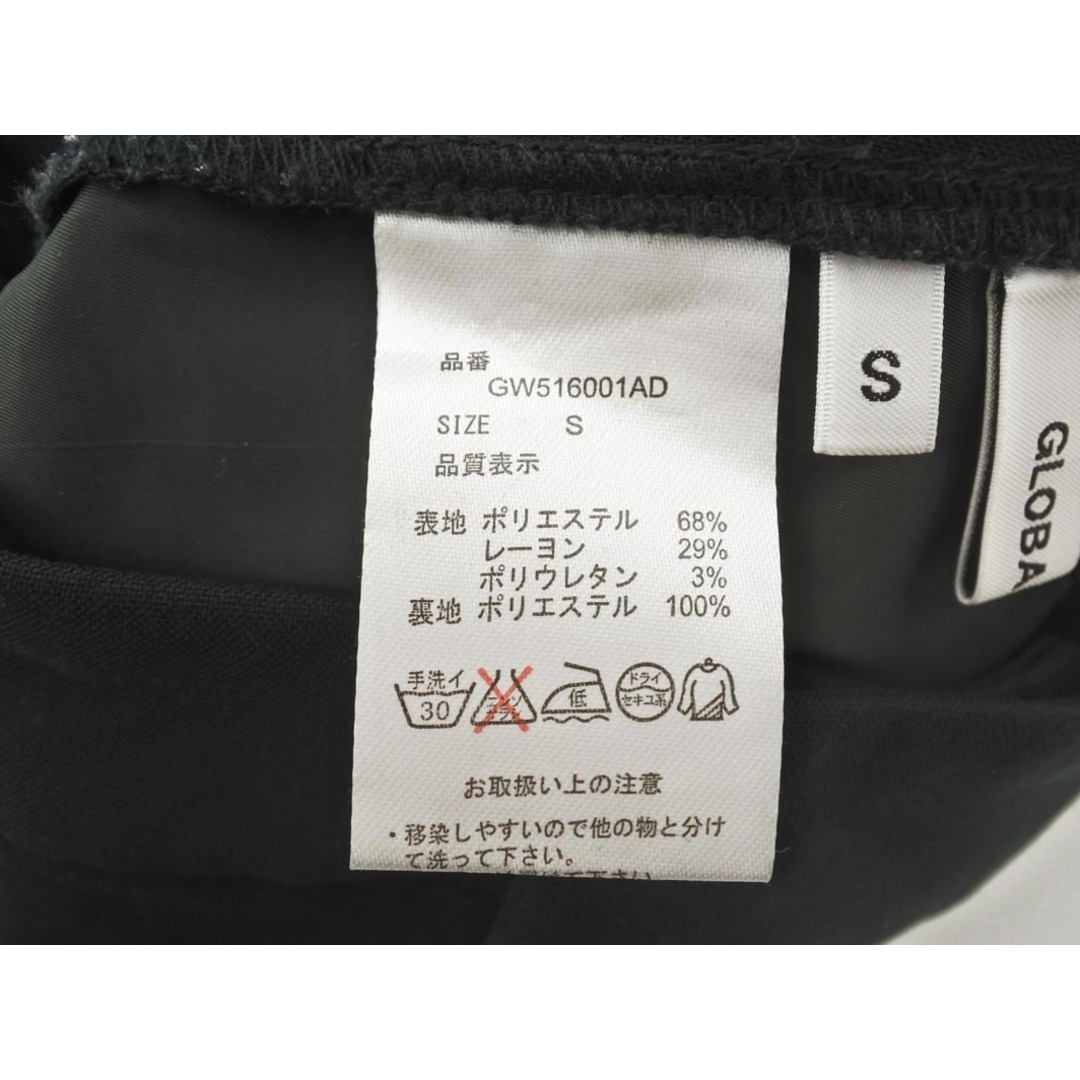 品番
GW516001AD
SIZE S
品質表示
表地 ポリエステル 68%
レーヨン 29%
ポリウレタン 3%
裏地 ポリエステル 100%
手洗イ
30
低
ドライ
セキユ系
お取扱い上の注意
・移染しやすいので他の物と分け
て洗って下さい。
て下さい
S
GLOBA